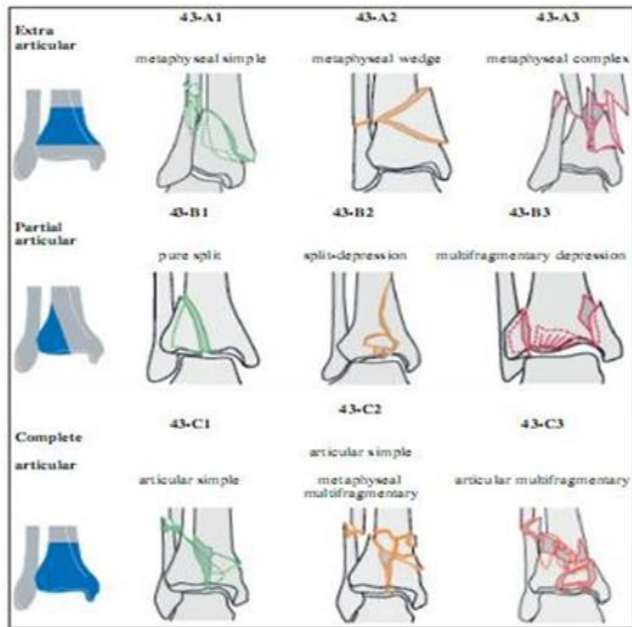 43-A1 43-A2 43-A3
Extra
articular
metaphyseal simple metaphyseal wedge metaphyseal complex
43-B1 43-B2 43-B3
Partial
articular
pure split split-depression multifragmentary depression
43-C1 43-C2 43-C3
Complete
articular simple
articular
articular simple metaphyseal articular multifragmentary
multifragmentary